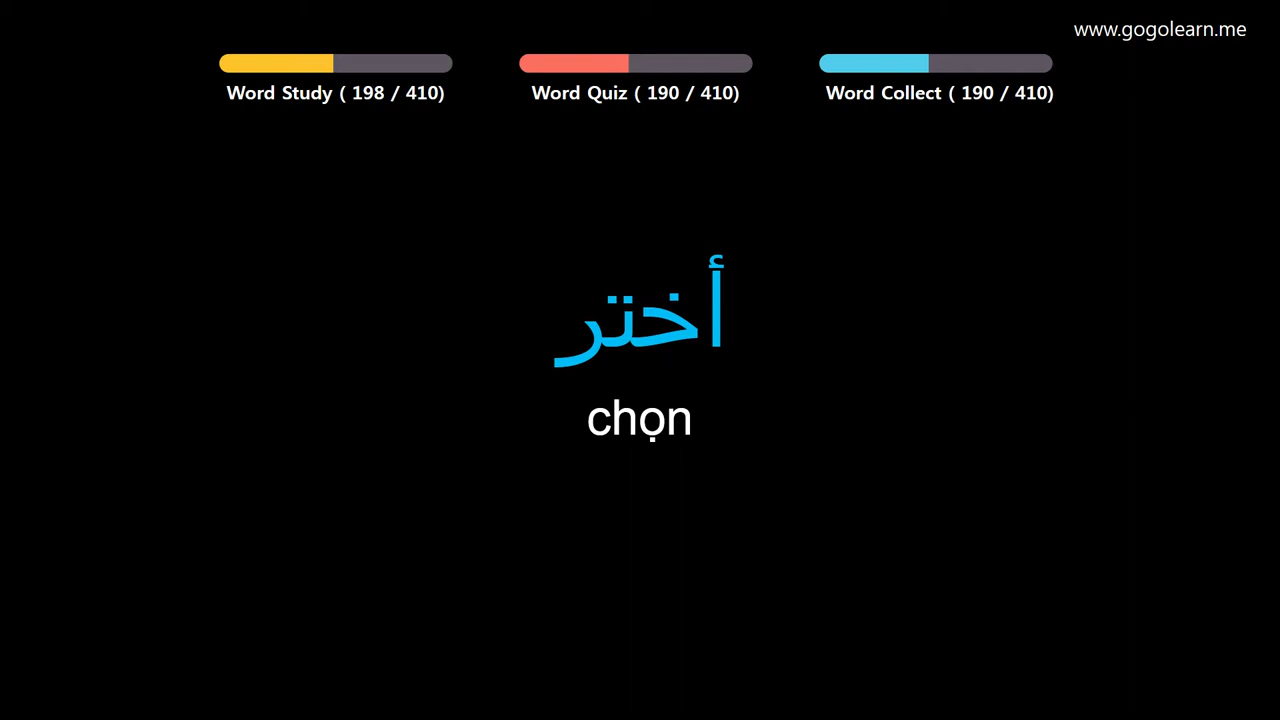 www.gogolearn.me
Word Study ( 198 / 410)
Word Quiz ( 190 / 410)
Word Collect ( 190 / 410)
أختر
chọn